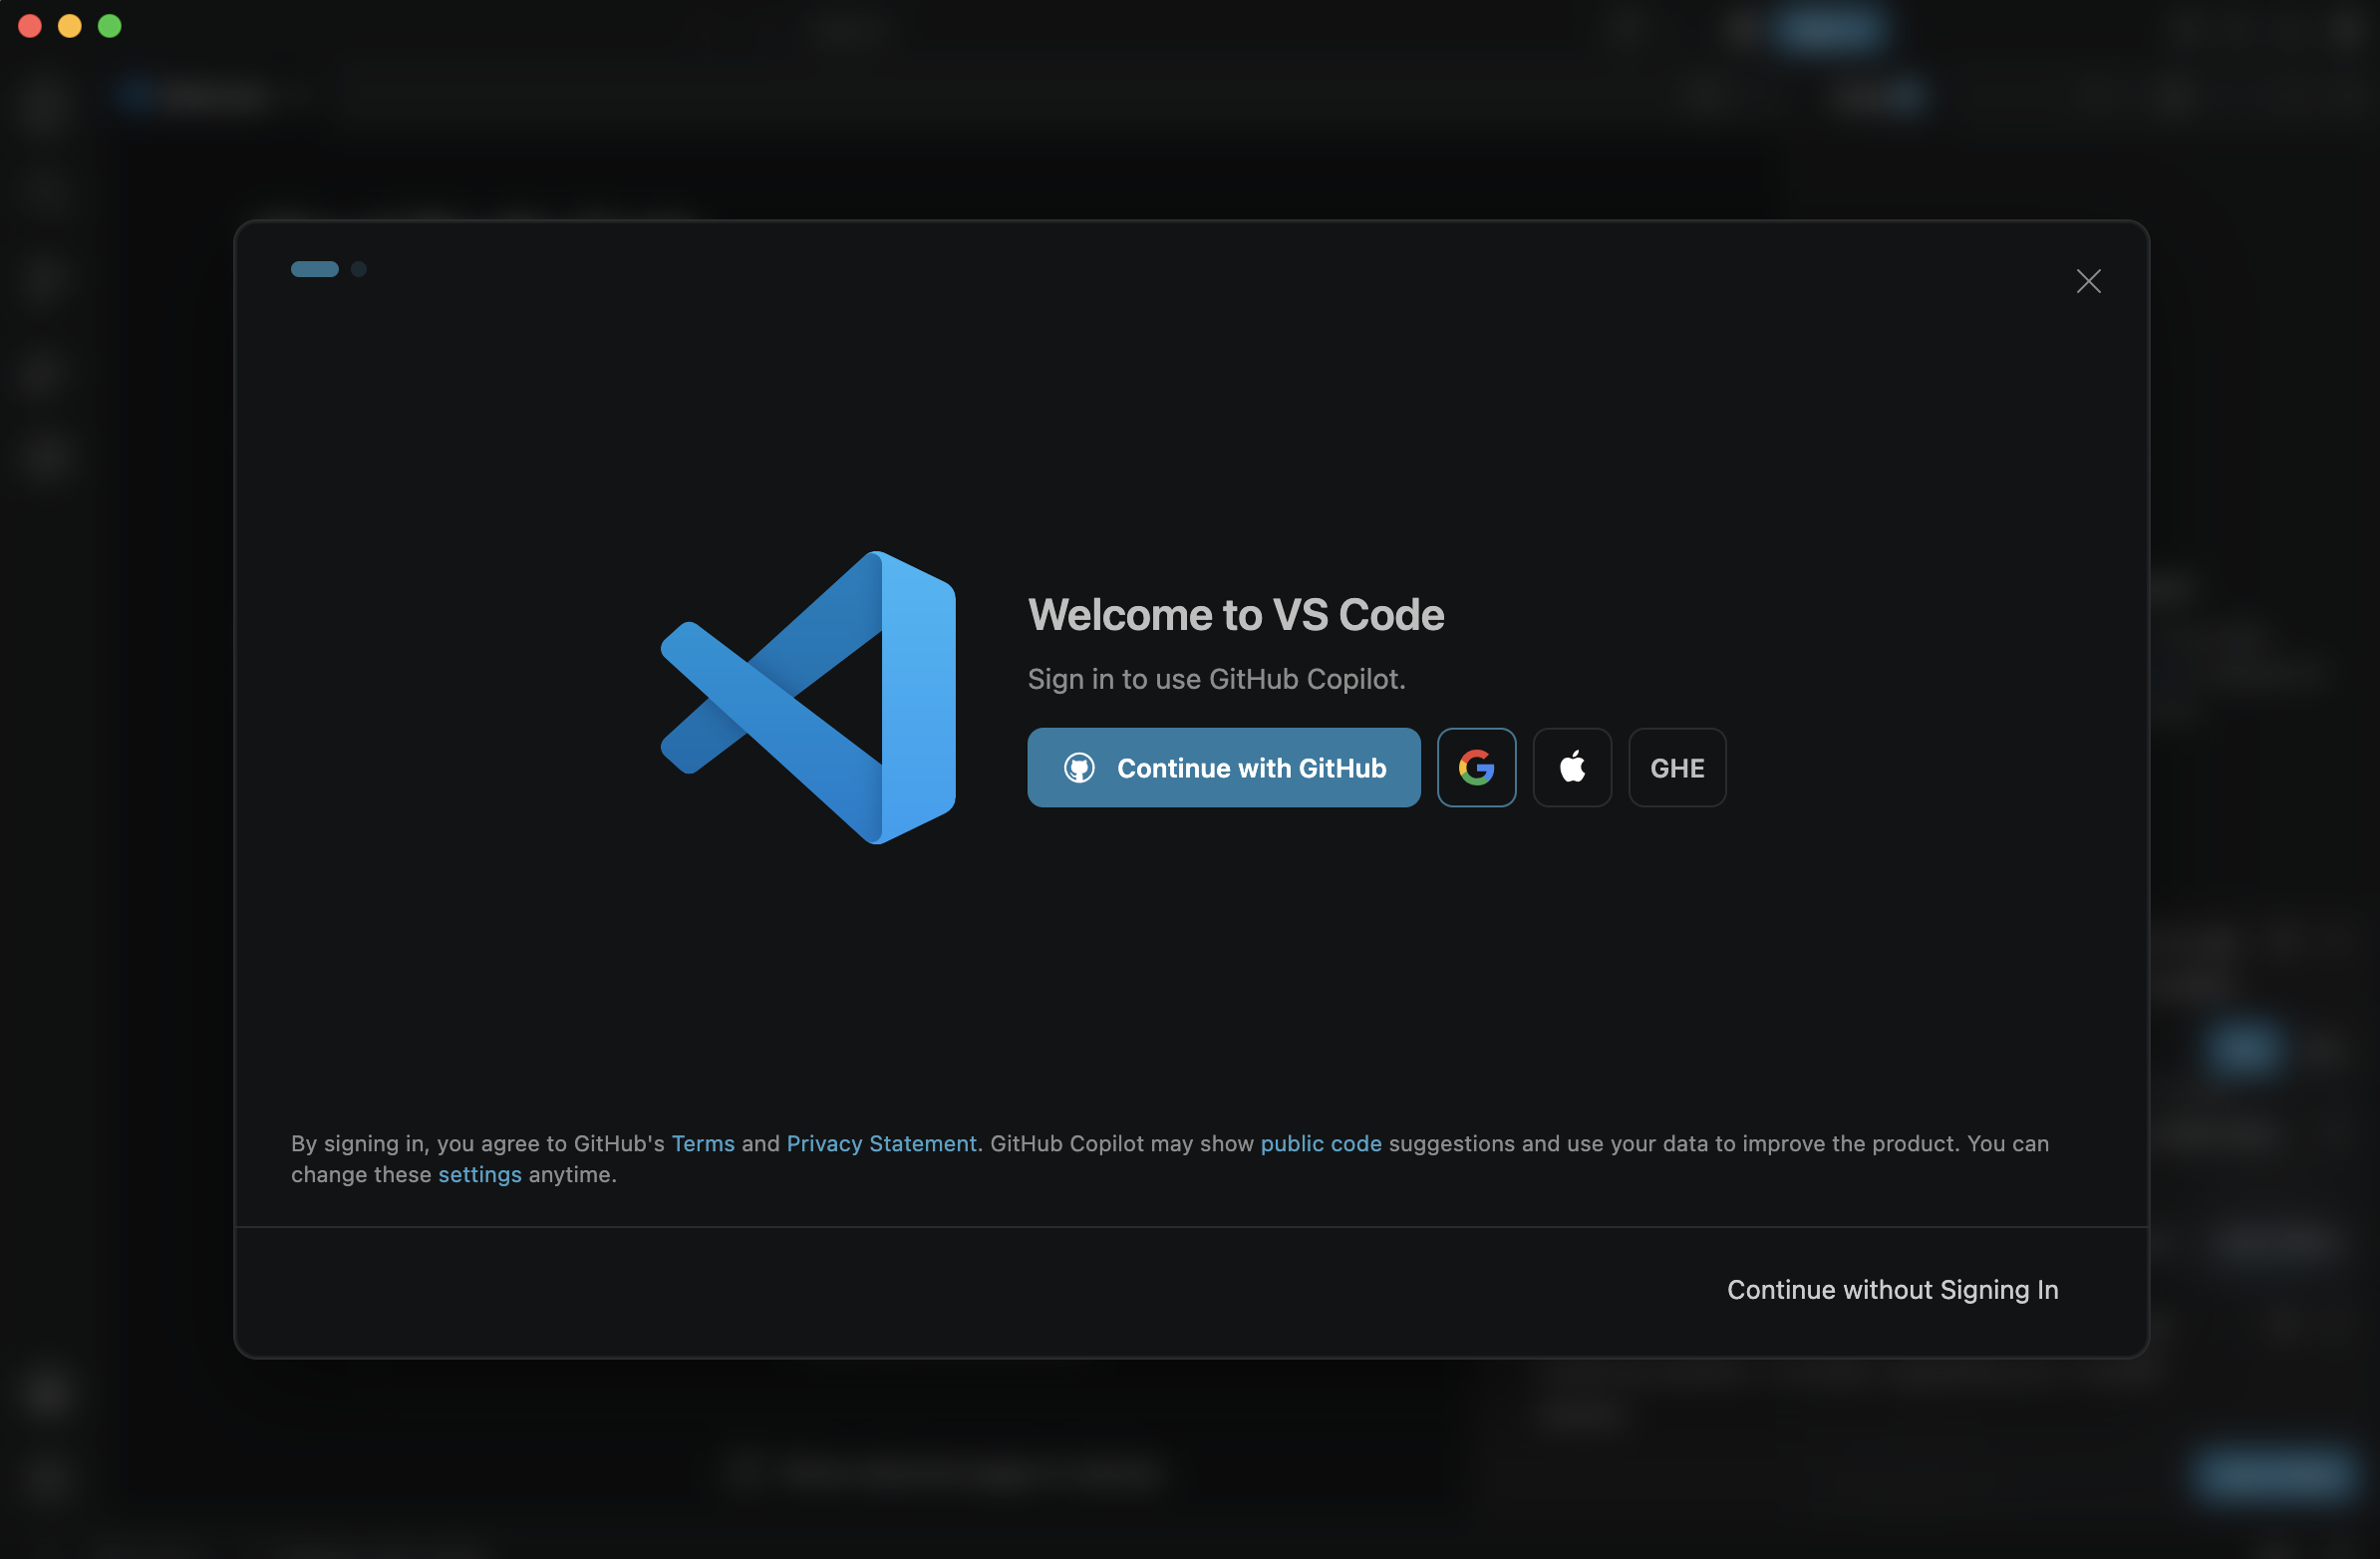 Welcome to VS Code
Sign in to use GitHub Copilot.
Continue with GitHub
GHE
By signing in, you agree to GitHub's Terms and Privacy Statement. GitHub Copilot may show public code suggestions and use your data to improve the product. You can
change these settings anytime.
Continue without Signing In